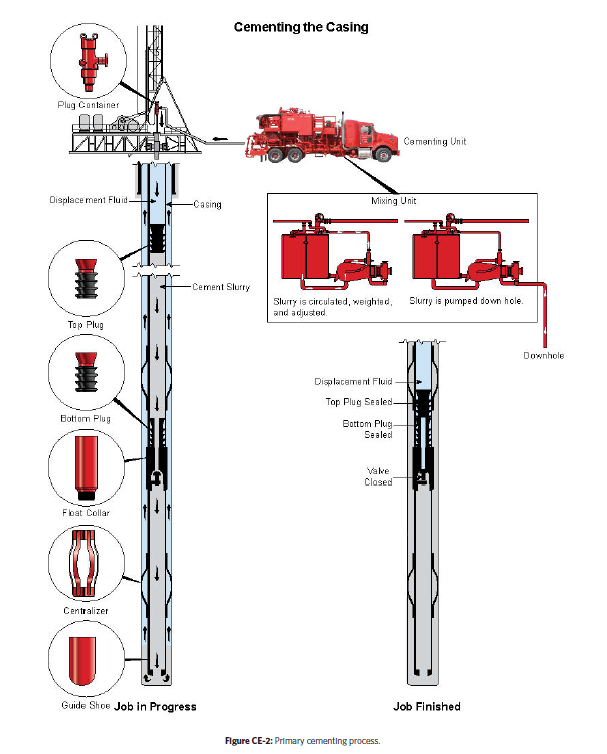 Cementing the Casing
Plug Container
Cementing Unit
Displacement Fluid
Casing
Mixing Unit
Cement Slurry
Slurry is circulated, weighted,
and adjusted.
Slurry is pumped down hole.
Top Plug
Downhole
Bottom Plug
Displacement Fluid
Top Plug Sealed
Bottom Plug
Sealed
Valve
Closed
Float Collar
Centralizer
Guide Shoe
Job in Progress
Job Finished
Figure CE-2: Primary cementing process.